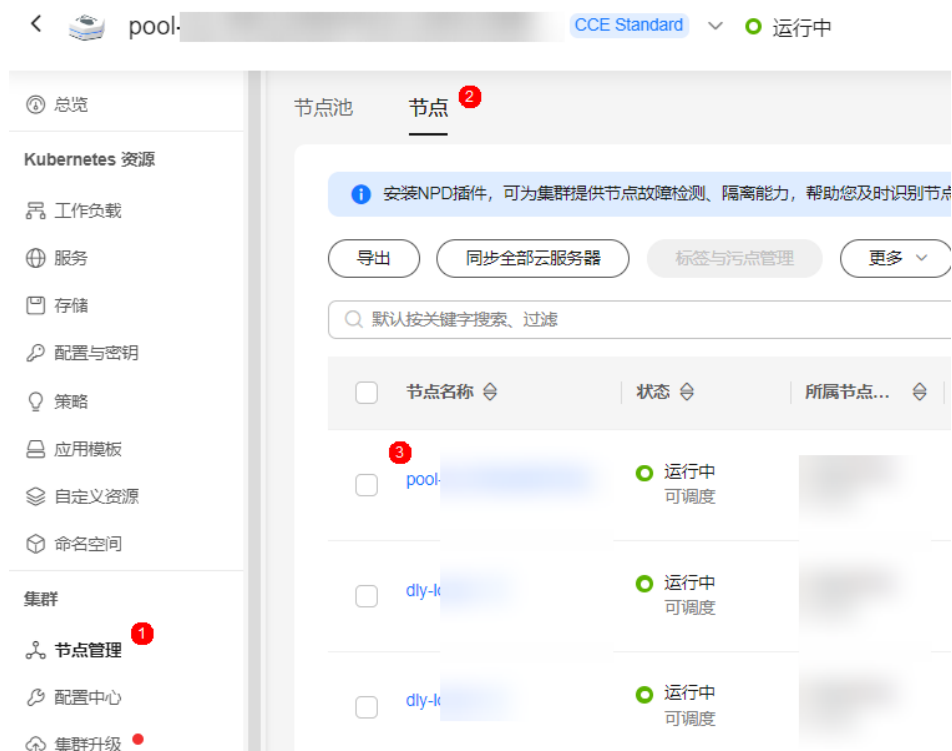 pool-
CCE Standard
运行中
总览
Kubernetes 资源
工作负载
服务
存储
配置与密钥
策略
应用模板
自定义资源
命名空间
集群
节点管理
1
配置中心
集群升级
节点池
节点
2
安装NPD插件，可为集群提供节点故障检测、隔离能力，帮助您及时识别节点
导出
同步全部云服务器
标签与污点管理
更多
默认按关键字搜索、过滤
节点名称
状态
所属节点...
3
pool-
运行中
可调度
dly-
运行中
可调度
dly-
运行中
可调度